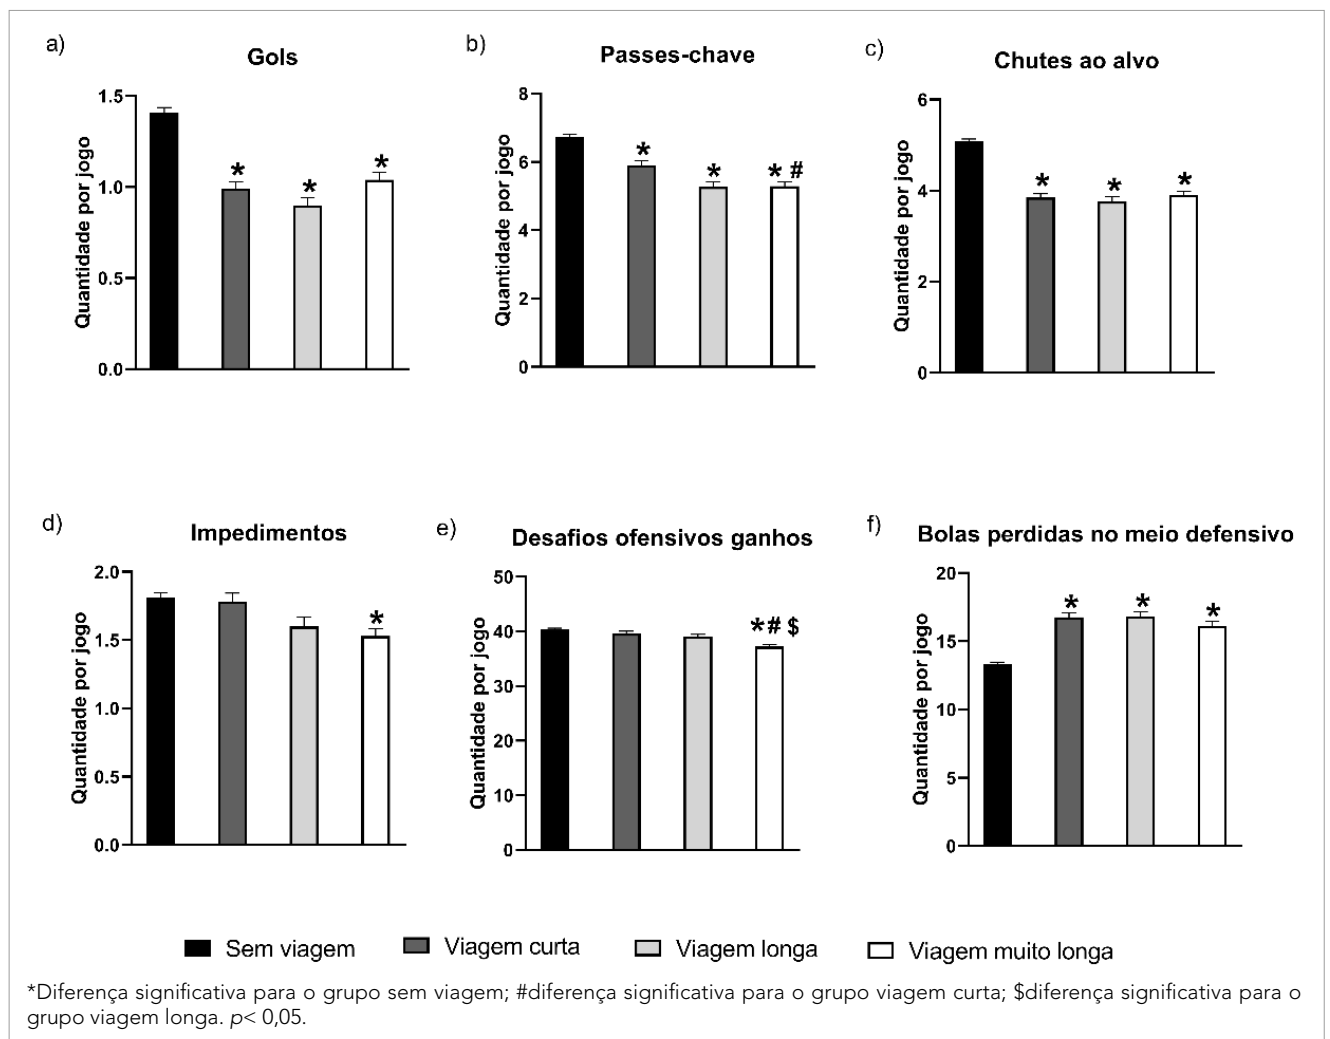 a)
Gols
Quantidade por jogo
1.5
1.0
0.5
0.0
*
*
*
b)
Passes-chave
Quantidade por jogo
8
6
4
2
0
*
*
* #
c)
Chutes ao alvo
Quantidade por jogo
6
4
2
0
*
*
*
d)
Impedimentos
Quantidade por jogo
2.0
1.5
1.0
0.5
0.0
*
e)
Desafios ofensivos ganhos
Quantidade por jogo
50
40
30
20
10
0
*# $
f)
Bolas perdidas no meio defensivo
Quantidade por jogo
20
15
10
5
0
*
*
*
Sem viagem
Viagem curta
Viagem longa
Viagem muito longa
*Diferença significativa para o grupo sem viagem; #diferença significativa para o grupo viagem curta; $diferença significativa para o
grupo viagem longa. p< 0,05.